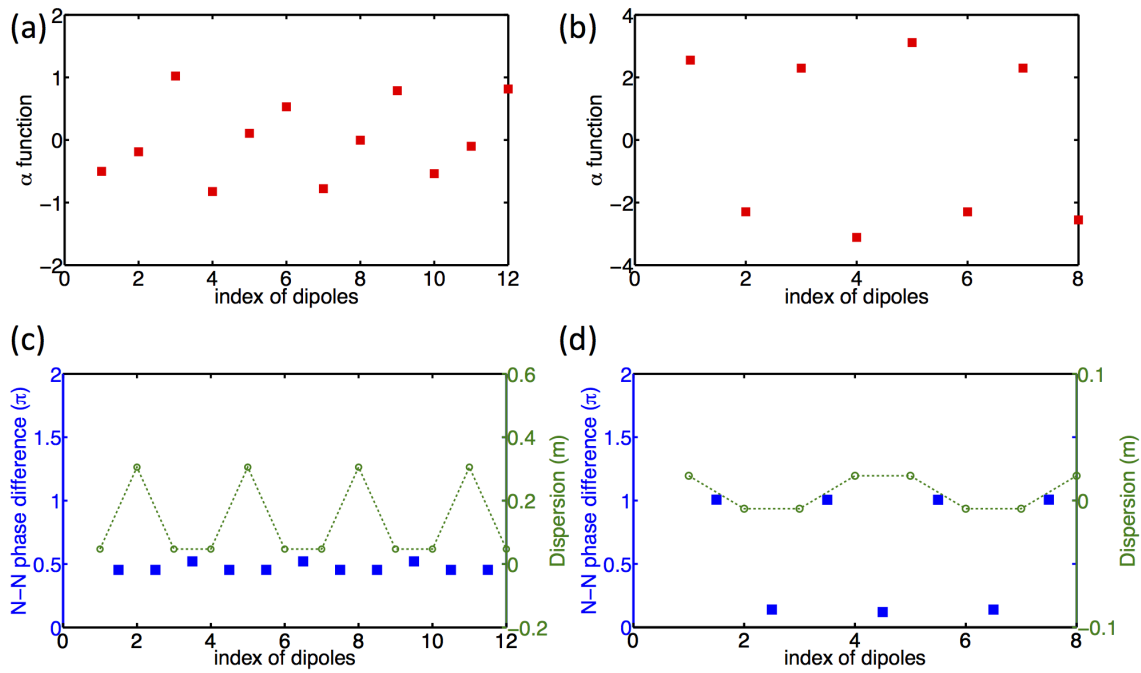 (a)
2
1
0
−1
−2
α function
0 2 4 6 8 10 12
index of dipoles
(b)
4
2
0
−2
−4
α function
0 2 4 6 8
index of dipoles
(c)
2
1.5
1
0.5
0
N−N phase difference (π)
0.6
0.4
0.2
0
−0.2
Dispersion (m)
0 2 4 6 8 10 12
index of dipoles
(d)
2
1.5
1
0.5
0
N−N phase difference (π)
0.1
0
−0.1
Dispersion (m)
0 2 4 6 8
index of dipoles